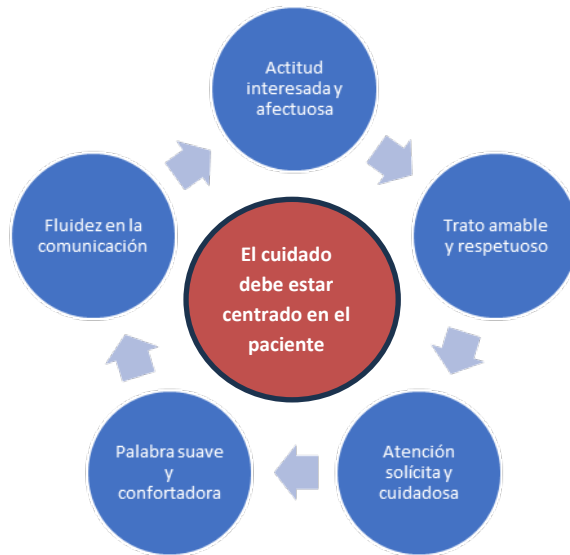 Actitud
interesada y
afectuosa
Trato amable
y respetuoso
Atención
solícita y
cuidadosa
Palabra suave
y
confortadora
Fluidez en la
comunicación
El cuidado
debe estar
centrado en el
paciente